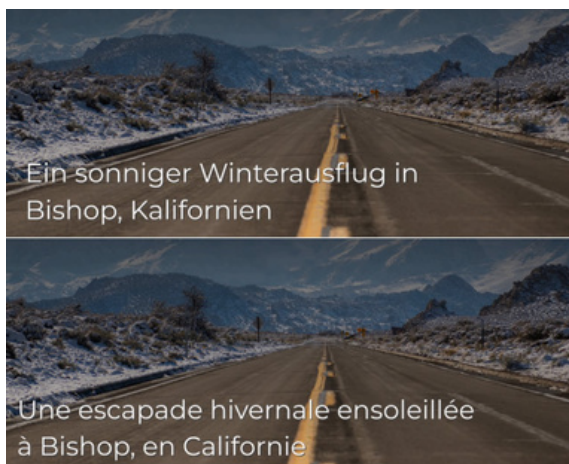 Ein sonniger Winterausflug in
Bishop, Kalifornien
Une escapade hivernale ensoleillée
à Bishop, en Californie